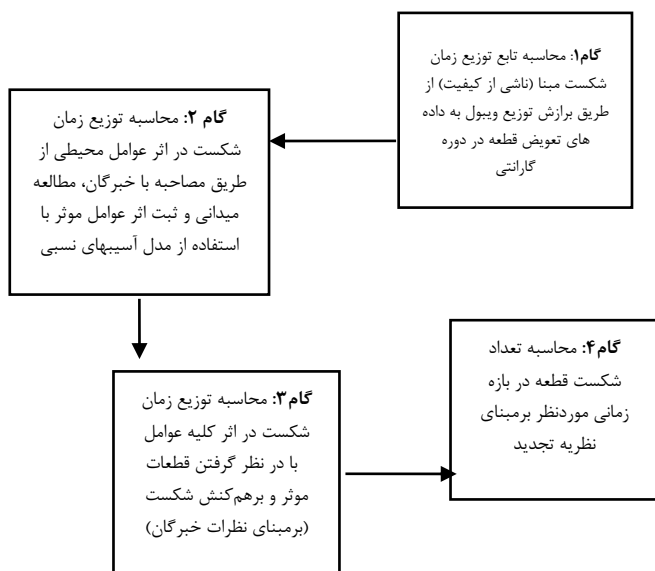 گام۱: محاسبه تابع توزیع زمان
شکست مبنا (ناشی از کیفیت) از
طریق برازش توزیع ویبول به داده
های تعویض قطعه در دوره
گارانتی
گام ۲: محاسبه توزیع زمان
شکست در اثر عوامل محیطی از
طریق مصاحبه با خبرگان، مطالعه
میدانی و ثبت اثر عوامل موثر با
استفاده از مدل آسیبهای نسبی
گام۳: محاسبه توزیع زمان
شکست در اثر کلیه عوامل
با در نظر گرفتن قطعات
موثر و برهم‌کنش شکست
(برمبنای نظرات خبرگان)
گام۴: محاسبه تعداد
شکست قطعه در بازه
زمانی موردنظر برمبنای
نظریه تجدید